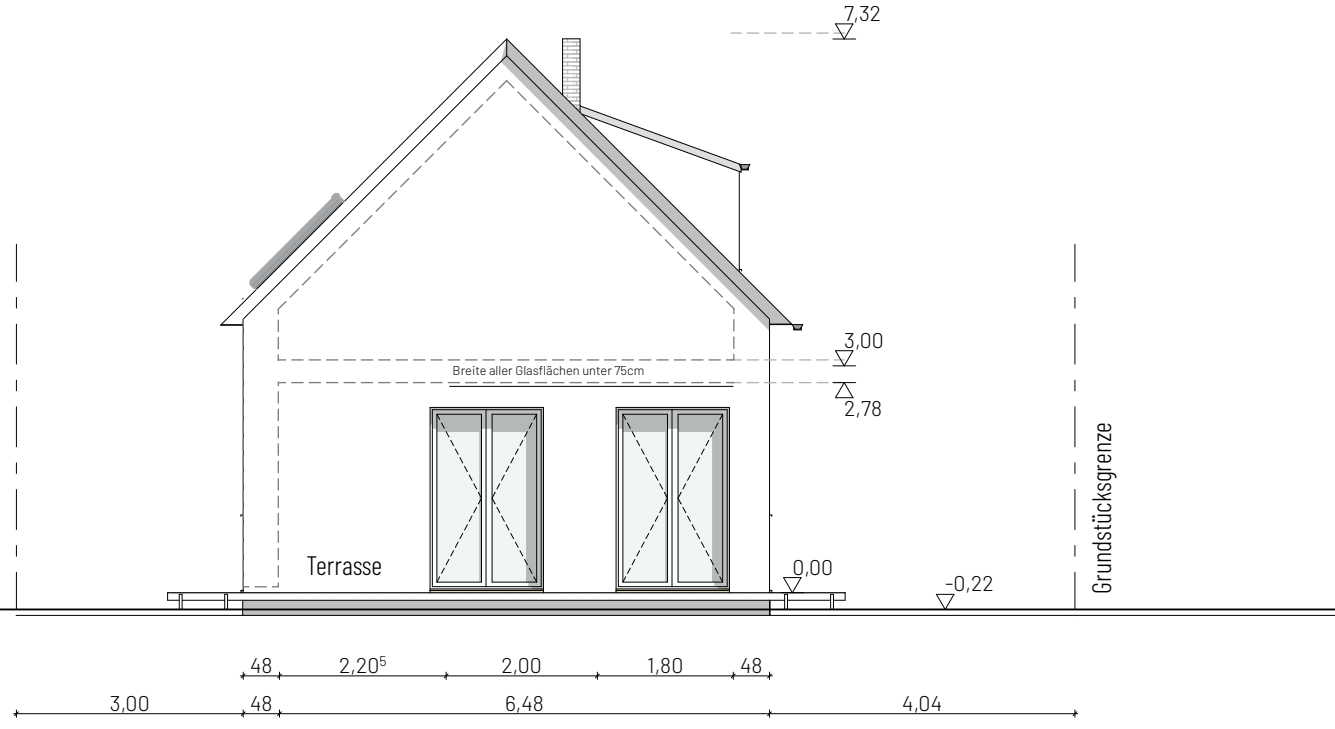 7,32
3,00
Breite aller Glasflächen unter 75cm
2,78
Grundstücksgrenze
Terrasse
0,00
-0,22
48 2,20⁵ 2,00 1,80 48
3,00 48 6,48 4,04